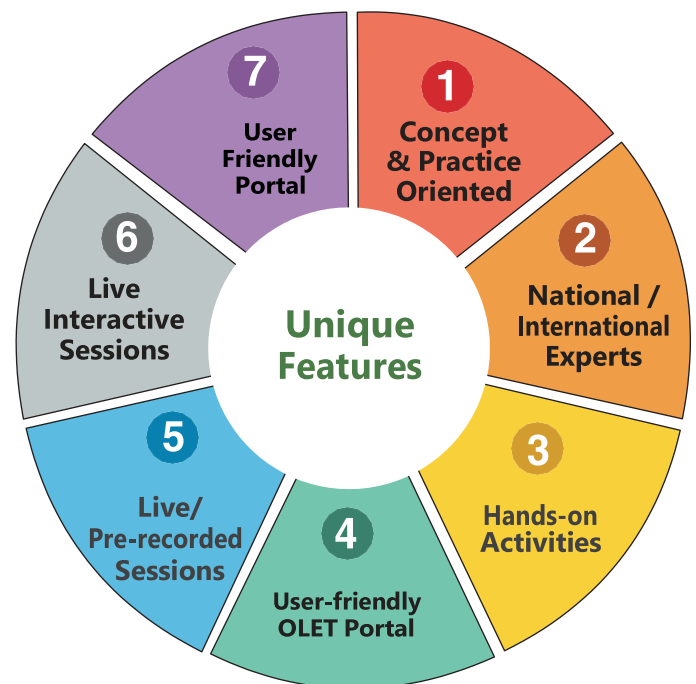 Unique
Features
1
Concept
& Practice
Oriented
2
National /
International
Experts
3
Hands-on
Activities
4
User-friendly
OLET Portal
5
Live/
Pre-recorded
Sessions
6
Live
Interactive
Sessions
7
User
Friendly
Portal